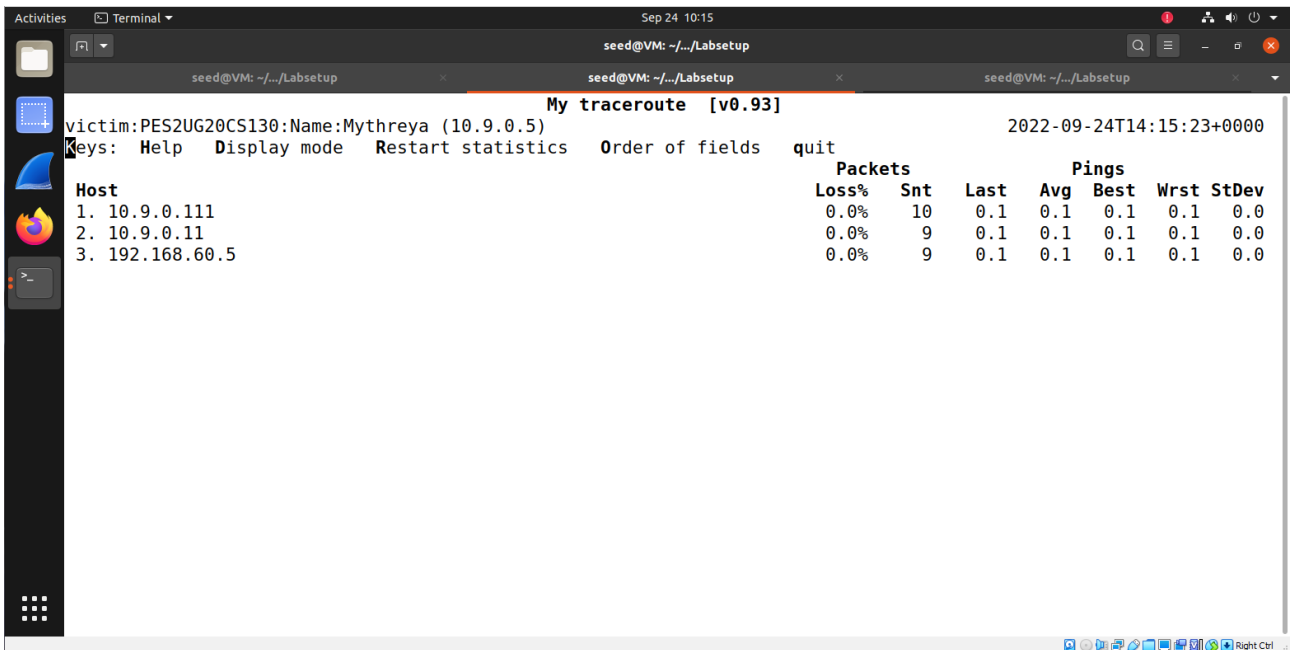 Activities Terminal Sep 24 10:15
seed@VM: ~/.../Labsetup
seed@VM: ~/.../Labsetup seed@VM: ~/.../Labsetup seed@VM: ~/.../Labsetup
My traceroute [v0.93]
victim:PES2UG20CS130:Name:Mythreya (10.9.0.5) 2022-09-24T14:15:23+0000
Keys: Help Display mode Restart statistics Order of fields quit
Packets Pings
Host Loss% Snt Last Avg Best Wrst StDev
1. 10.9.0.111 0.0% 10 0.1 0.1 0.1 0.1 0.0
2. 10.9.0.11 0.0% 9 0.1 0.1 0.1 0.1 0.0
3. 192.168.60.5 0.0% 9 0.1 0.1 0.1 0.1 0.0
Right Ctrl